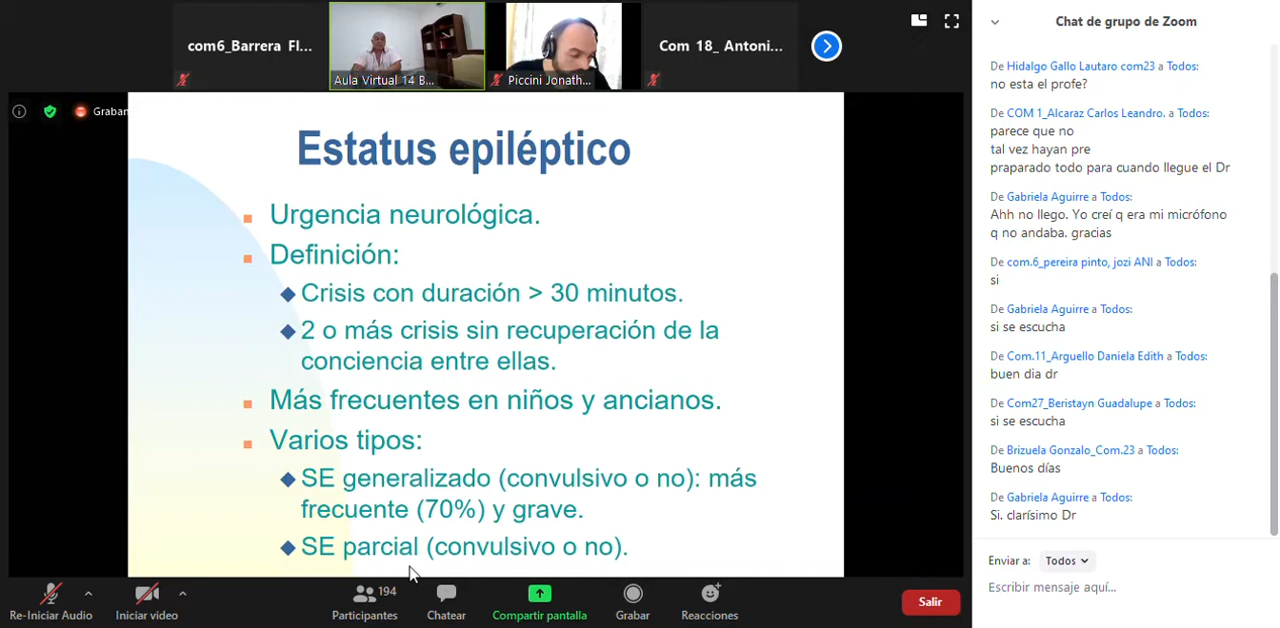 com6_Barrera Fl...
Aula Virtual 14 B...
Piccini Jonath...
Com 18_ Antoni...
Graban
Estatus epiléptico
Urgencia neurológica.
Definición:
Crisis con duración > 30 minutos.
2 o más crisis sin recuperación de la
conciencia entre ellas.
Más frecuentes en niños y ancianos.
Varios tipos:
SE generalizado (convulsivo o no): más
frecuente (70%) y grave.
SE parcial (convulsivo o no).
Re-Iniciar Audio
Iniciar video
194
Participantes
Chatear
Compartir pantalla
Grabar
Reacciones
Salir
Chat de grupo de Zoom
De Hidalgo Gallo Lautaro com23 a Todos:
no esta el profe?
De COM 1_Alcaraz Carlos Leandro. a Todos:
parece que no
tal vez hayan pre
praparado todo para cuando llegue el Dr
De Gabriela Aguirre a Todos:
Ahh no llego. Yo creí q era mi micrófono
q no andaba. gracias
De com.6_pereira pinto, jozi ANI a Todos:
si
De Gabriela Aguirre a Todos:
si se escucha
De Com.11_Arguello Daniela Edith a Todos:
buen dia dr
De Com27_Beristayn Guadalupe a Todos:
si se escucha
De Brizuela Gonzalo_Com.23 a Todos:
Buenos días
De Gabriela Aguirre a Todos:
Si. clarísimo Dr
Enviar a: Todos
Escribir mensaje aquí...